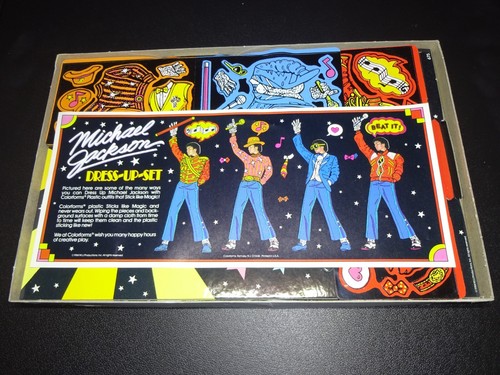 Michael
Jackson
DRESS-UP-SET
Pictured here are some of the many ways
you can Dress Up Michael Jackson with
Colorforms® Plastic outfits that Stick like Magic!
Colorforms® plastic Sticks like Magic and
never wears out. Wiping the pieces and back-
ground surfaces with a damp cloth from time
to time will keep them clean and the plastic
sticking like new!
We at Colorforms® wish you many happy hours
of creative play.
BEAT IT!